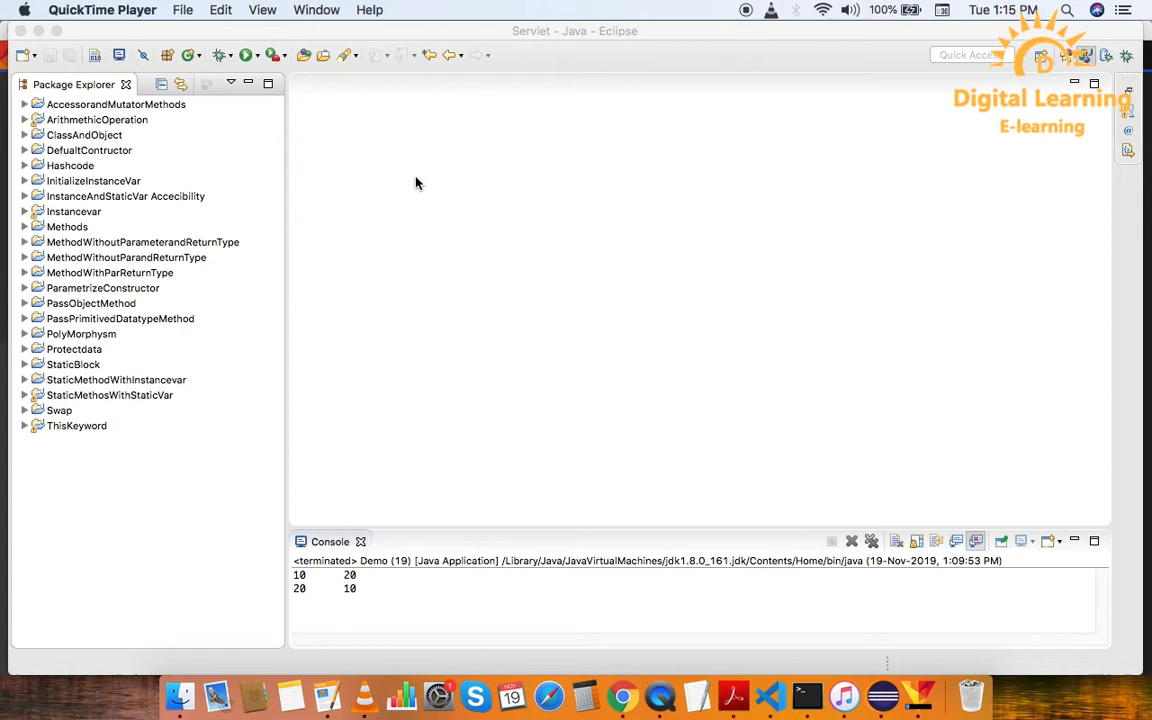 QuickTime Player File Edit View Window Help 100% Tue 1:15 PM
Servlet - Java - Eclipse
Quick Access
Digital Learning
E-learning
Package Explorer
AccessorandMutatorMethods
ArithmethicOperation
ClassAndObject
DefualtContructor
Hashcode
InitializeInstanceVar
InstanceAndStaticVar Accecibility
Instancevar
Methods
MethodWithoutParameterandReturnType
MethodWithoutParandReturnType
MethodWithParReturnType
ParametrizeConstructor
PassObjectMethod
PassPrimitivedDatatypeMethod
PolyMorphysm
Protectdata
StaticBlock
StaticMethodWithInstancevar
StaticMethosWithStaticVar
Swap
ThisKeyword
Console
<terminated> Demo (19) [Java Application] /Library/Java/JavaVirtualMachines/jdk1.8.0_161.jdk/Contents/Home/bin/java (19-Nov-2019, 1:09:53 PM)
10 20
20 10
NOV
19